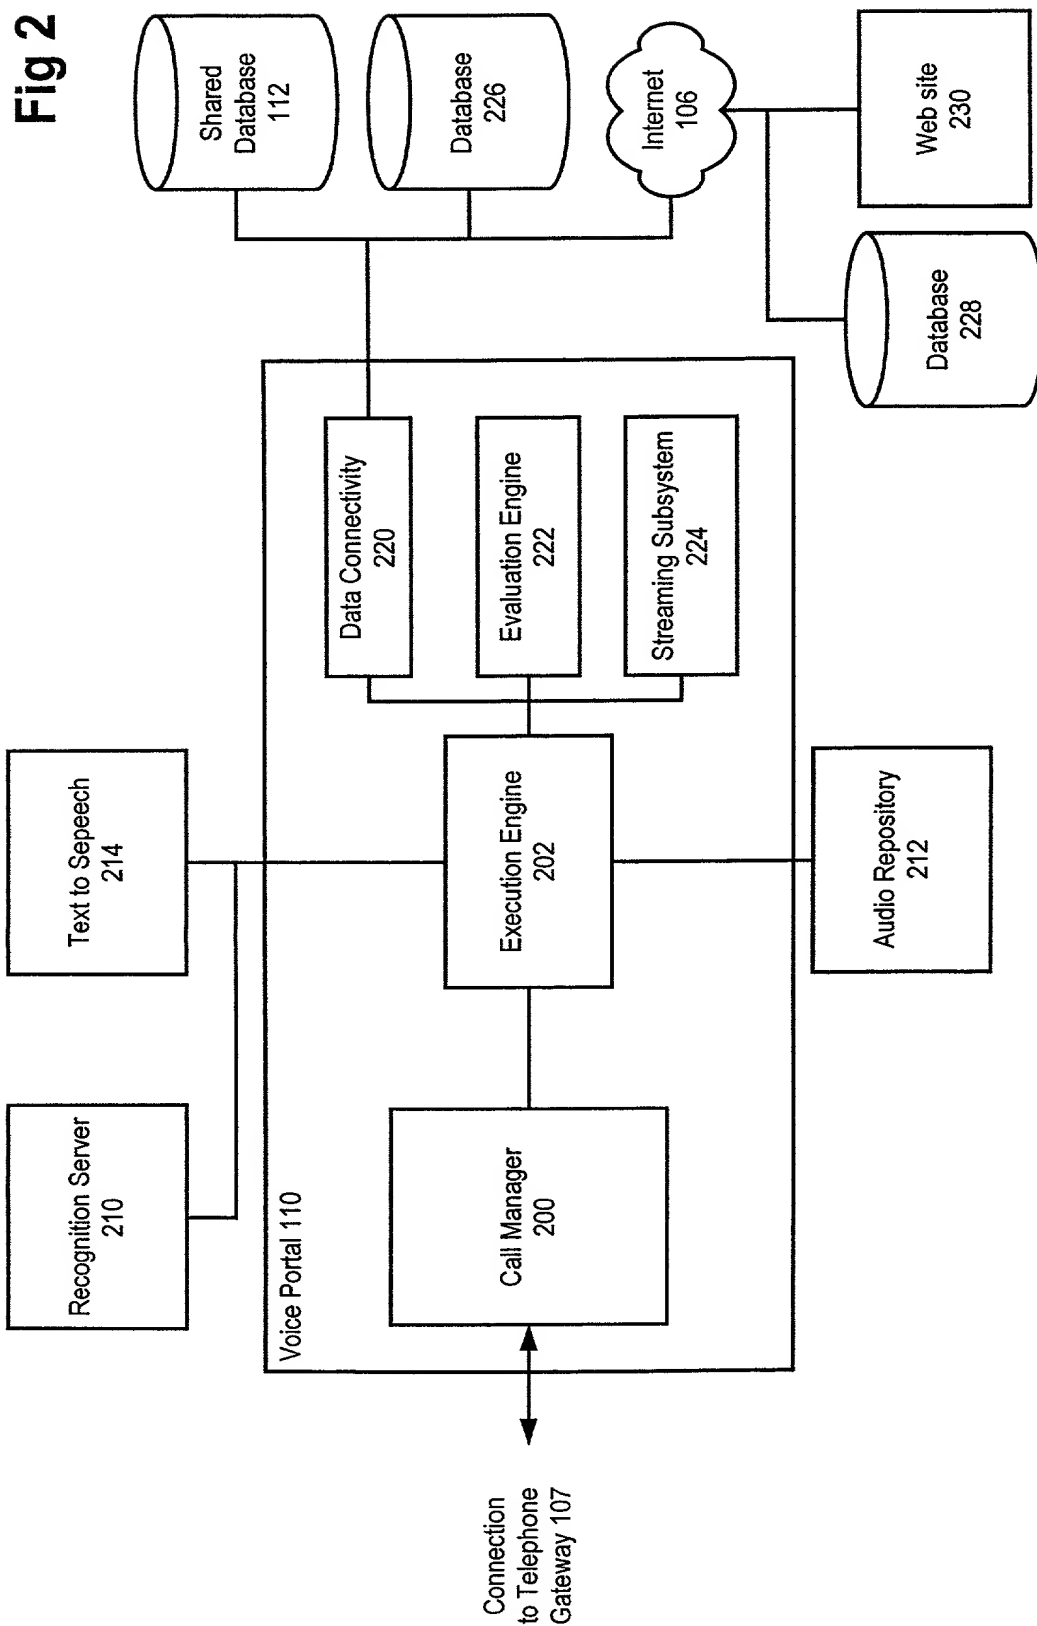 Fig 2
Recognition Server
210
Text to Sepeech
214
Shared
Database
112
Database
226
Internet
106
Web site
230
Database
228
Voice Portal 110
Data Connectivity
220
Evaluation Engine
222
Streaming Subsystem
224
Call Manager
200
Execution Engine
202
Audio Repository
212
Connection
to Telephone
Gateway 107